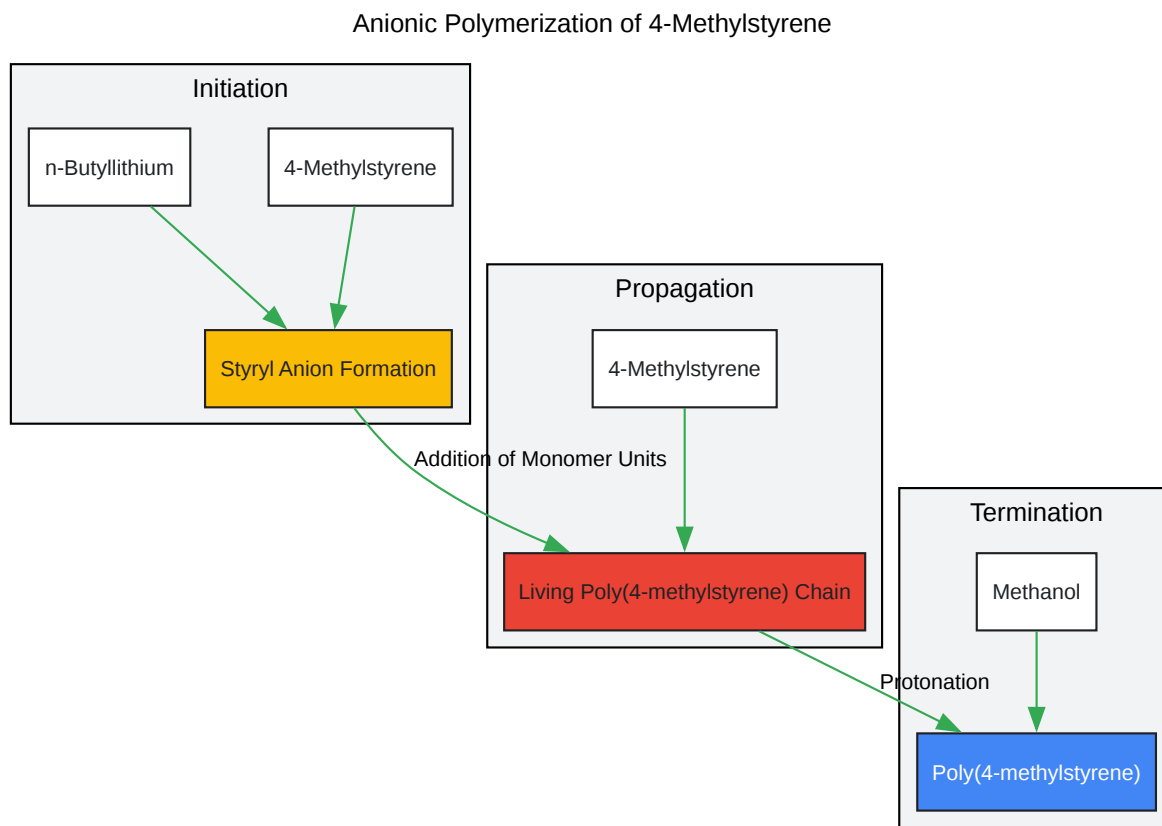 Anionic Polymerization of 4-Methylstyrene
Initiation
n-Butyllithium
4-Methylstyrene
Styryl Anion Formation
Propagation
4-Methylstyrene
Addition of Monomer Units
Living Poly(4-methylstyrene) Chain
Termination
Methanol
Protonation
Poly(4-methylstyrene)